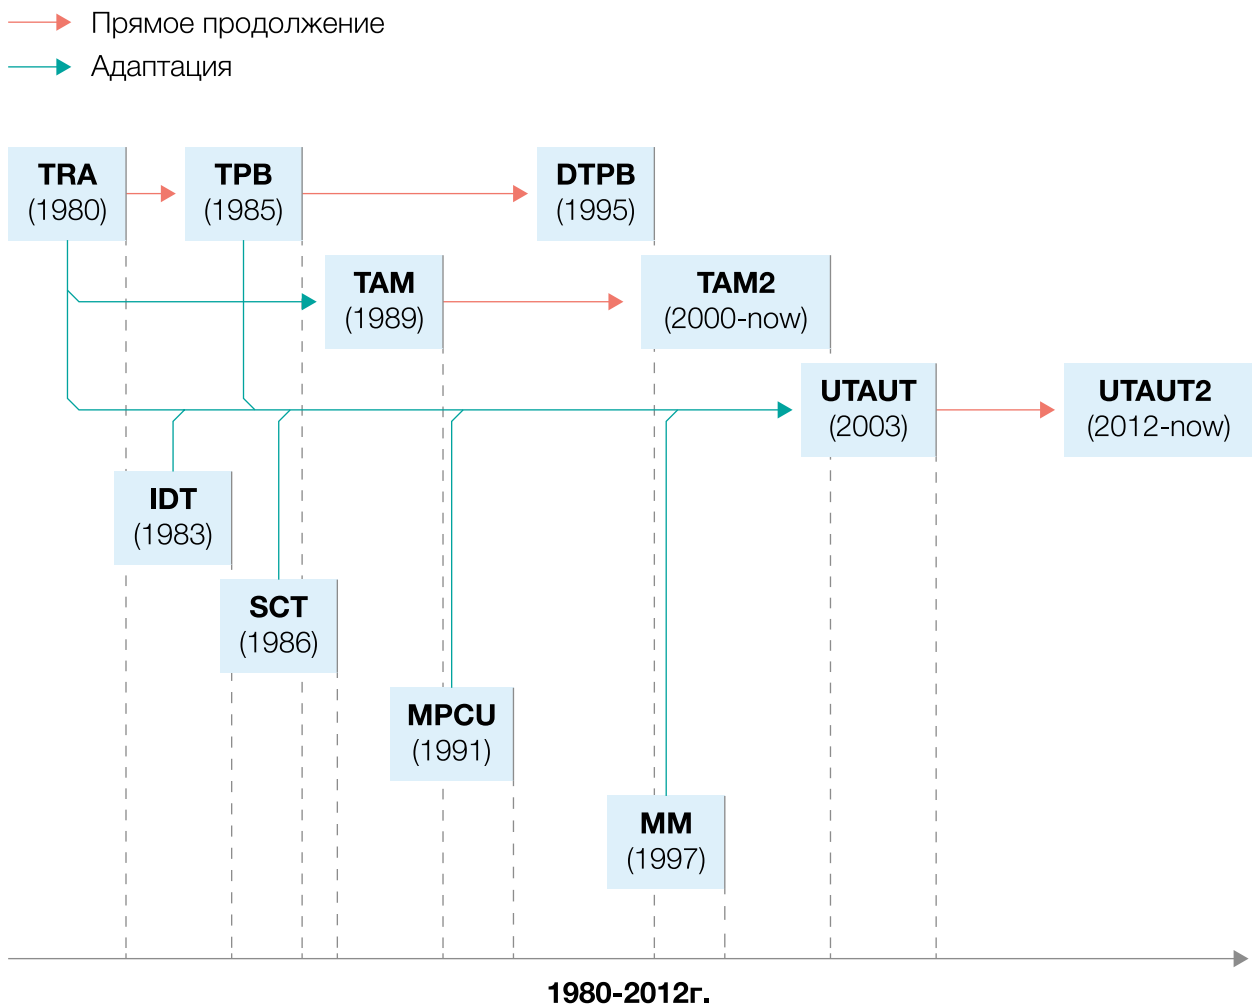 Прямое продолжение
Адаптация
TRA
(1980)
TPB
(1985)
DTPB
(1995)
TAM
(1989)
TAM2
(2000-now)
UTAUT
(2003)
UTAUT2
(2012-now)
IDT
(1983)
SCT
(1986)
MPCU
(1991)
MM
(1997)
1980-2012г.